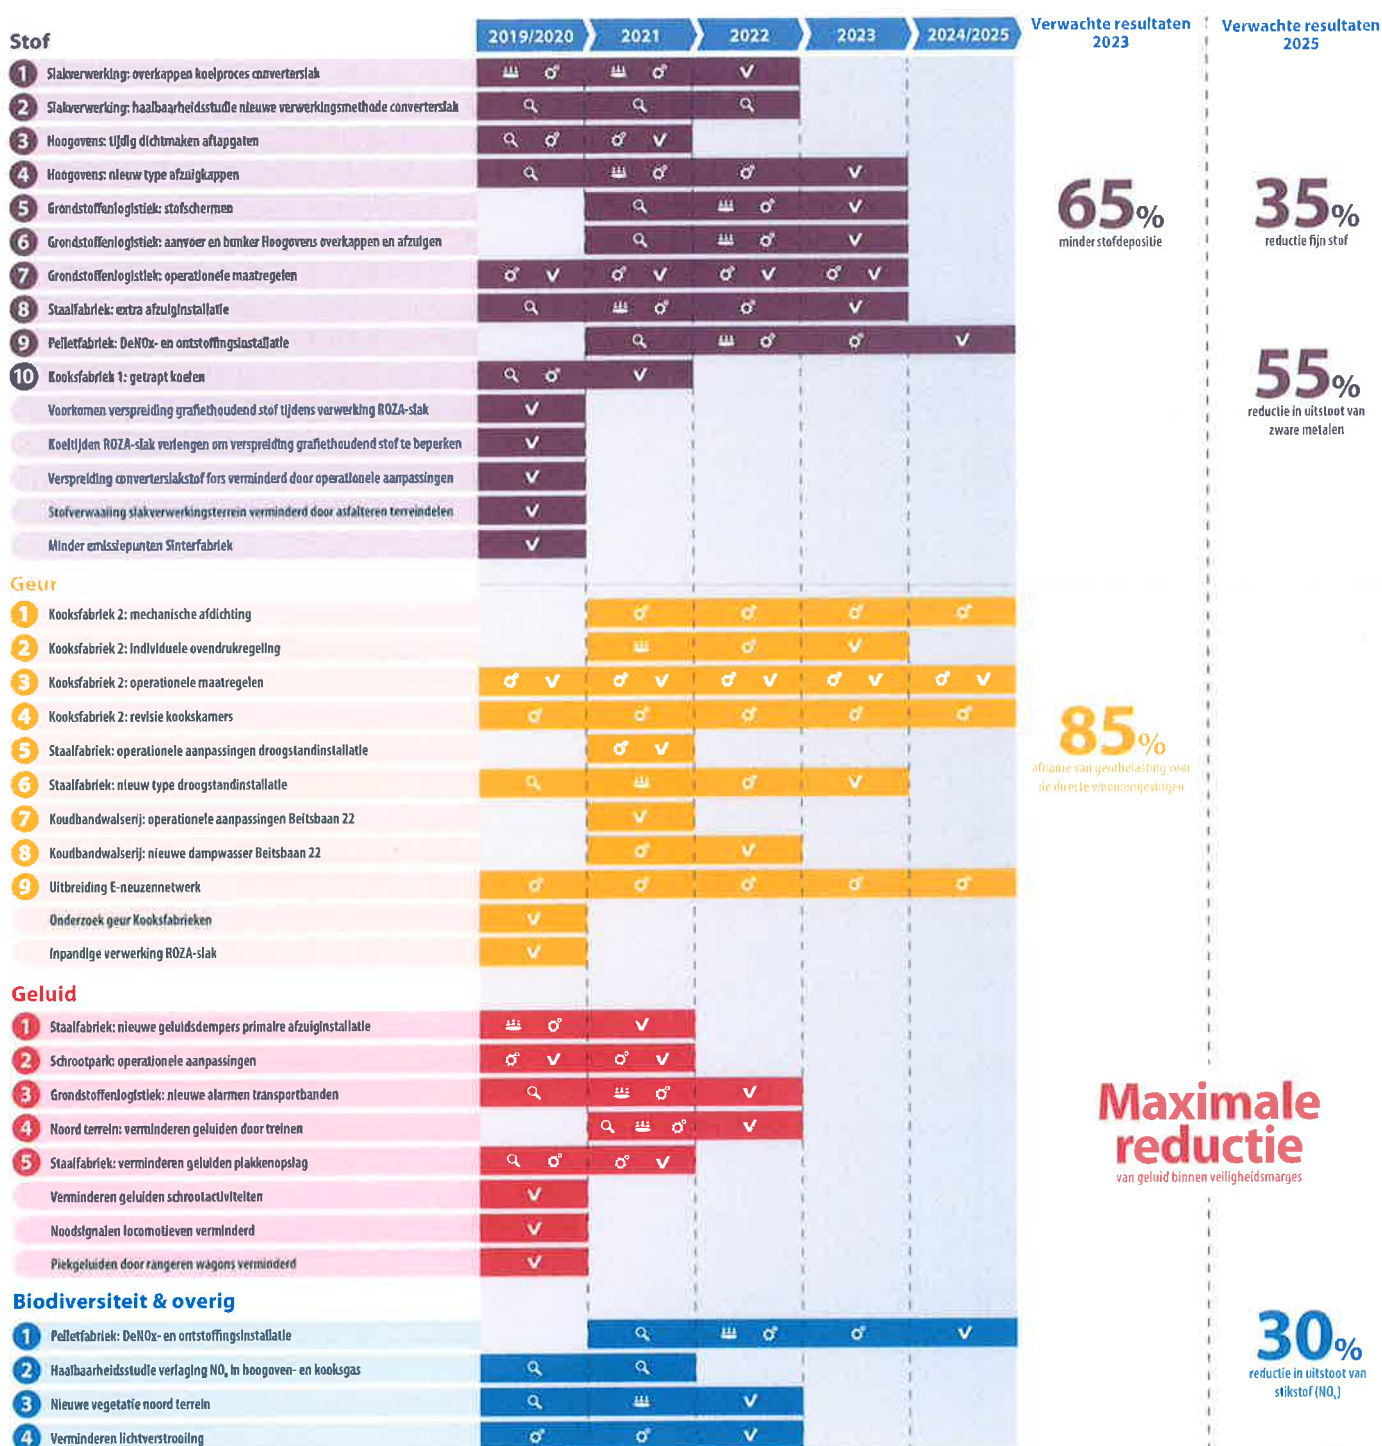 Stof
2019/2020
2021
2022
2023
2024/2025
Verwachte resultaten
2023
Verwachte resultaten
2025
1 Slakverwerking: overkappen koelproces converterslak
2 Slakverwerking: haalbaarheidsstudie nieuwe verwerkingsmethode converterslak
3 Hoogovens: tijdig dichtmaken aftapgaten
4 Hoogovens: nieuw type afzuigkappen
5 Grondstoffenlogistiek: stofschermen
6 Grondstoffenlogistiek: aanvoer en bunker Hoogovens overkappen en afzuigen
7 Grondstoffenlogistiek: operationele maatregelen
8 Staalfabriek: extra afzuiginstallatie
9 Pelletfabriek: DeNOx- en ontstoffingsinstallatie
10 Kooksfabriek 1: getrapt koelen
Voorkomen verspreiding grafiethoudend stof tijdens verwerking ROZA-slak
Koeltijden ROZA-slak verlengen om verspreiding grafiethoudend stof te beperken
Verspreiding converterslakstof fors verminderd door operationele aanpassingen
Stofverwaaiing slakverwerkingsterrein verminderd door asfalteren terreindelen
Minder emissiepunten Sinterfabriek
65%
minder stofdepositie
35%
reductie fijn stof
55%
reductie in uitstoot van
zware metalen
Geur
1 Kooksfabriek 2: mechanische afdichting
2 Kooksfabriek 2: individuele ovendrukregeling
3 Kooksfabriek 2: operationele maatregelen
4 Kooksfabriek 2: revisie kookskamers
5 Staalfabriek: operationele aanpassingen droogstandinstallatie
6 Staalfabriek: nieuw type droogstandinstallatie
7 Koudbandwalserij: operationele aanpassingen Beitsbaan 22
8 Koudbandwalserij: nieuwe dampwasser Beitsbaan 22
9 Uitbreiding E-neuzennetwerk
Onderzoek geur Kooksfabrieken
Inpandige verwerking ROZA-slak
85%
afname van geurbelasting voor
de directe woonomgevingen
Geluid
1 Staalfabriek: nieuwe geluidsdempers primaire afzuiginstallatie
2 Schrootpark: operationele aanpassingen
3 Grondstoffenlogistiek: nieuwe alarmen transportbanden
4 Noord terrein: verminderen geluiden door treinen
5 Staalfabriek: verminderen geluiden plakkenopslag
Verminderen geluiden schrootactiviteiten
Noodsignalen locomotieven verminderd
Piekgeluiden door rangeren wagons verminderd
Maximale
reductie
van geluid binnen veiligheidsmarges
Biodiversiteit & overig
1 Pelletfabriek: DeNOx- en ontstoffingsinstallatie
2 Haalbaarheidsstudie verlaging NOx in hoogoven- en kooksgas
3 Nieuwe vegetatie noord terrein
4 Verminderen lichtverstrooiing
30%
reductie in uitstoot van
stikstof (NOx)